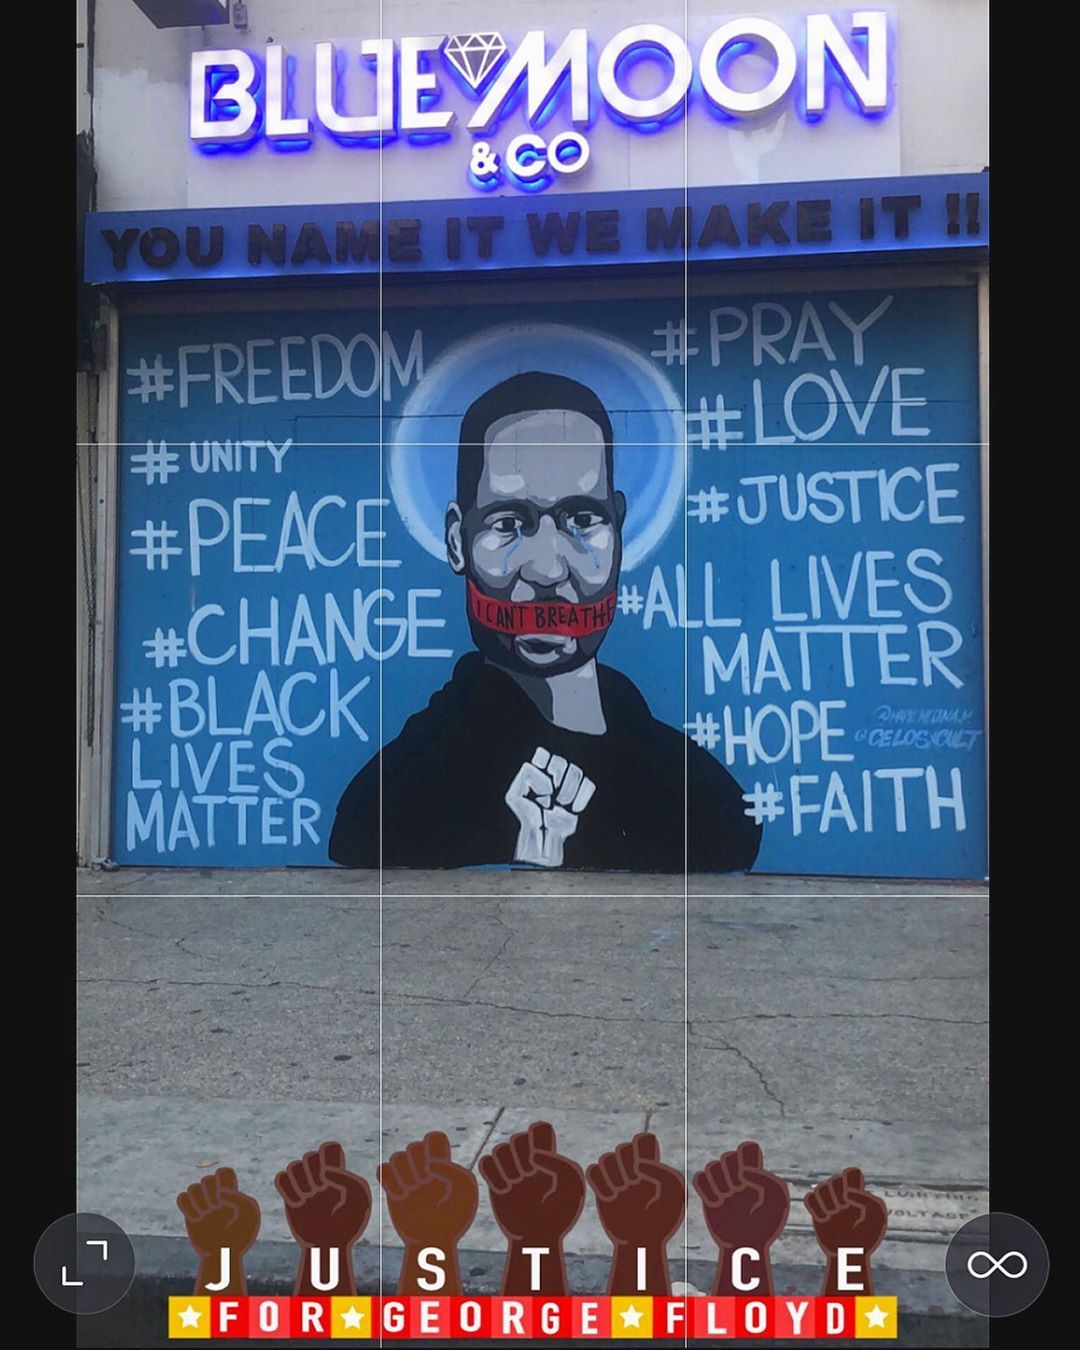 BLUE MOON
& CO
YOU NAME IT WE MAKE IT !!
#FREEDOM
# UNITY
#PEACE
#CHANGE
#BLACK
LIVES
MATTER
I CAN'T BREATHE
#PRAY
#LOVE
#JUSTICE
#ALL LIVES
MATTER
#HOPE
#FAITH
VOLTAGE
JUSTICE
FOR GEORGE FLOYD